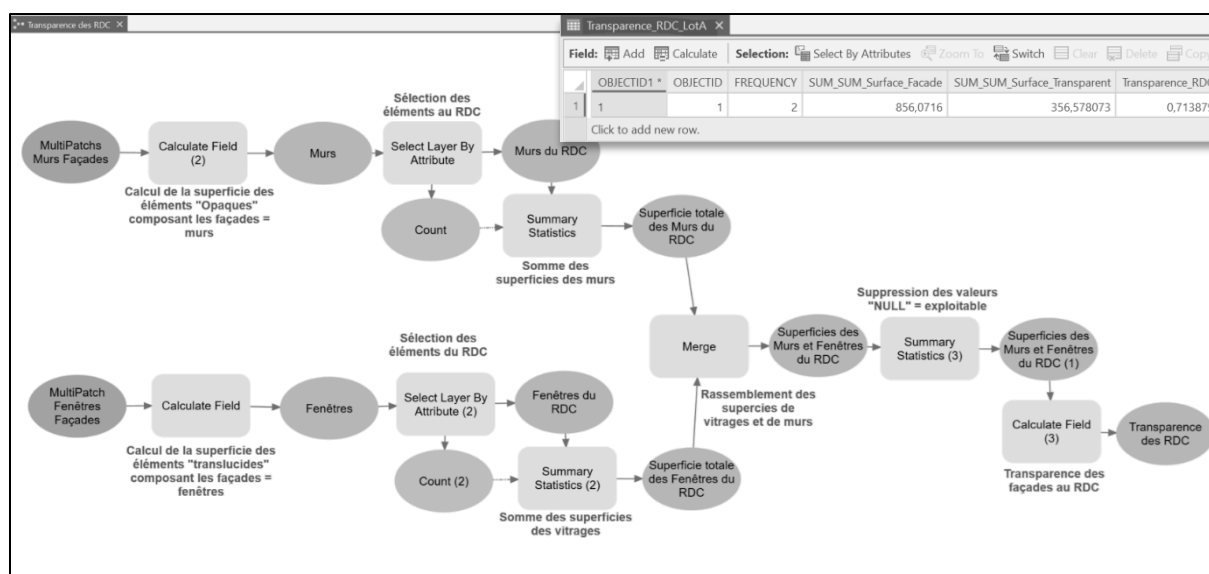 Transparence des RDC
Transparence_RDC_LotA
Field: Add Calculate Selection: Select By Attributes Zoom To Switch Clear Delete Copy
OBJECTID1 * OBJECTID FREQUENCY SUM_SUM_Surface_Facade SUM_SUM_Surface_Transparent Transparence_RDC
1 1 1 2 856,0716 356,578073 0,713875
Click to add new row.
Sélection des
éléments au RDC
MultiPatchs
Murs Façades
Calculate Field
(2)
Murs
Select Layer By
Attribute
Murs du RDC
Calcul de la superficie des
éléments "Opaques"
composant les façades =
murs
Count
Summary
Statistics
Superficie totale
des Murs du
RDC
Somme des
superficies des murs
Suppression des valeurs
"NULL" = exploitable
Merge
Superficies des
Murs et Fenêtres
du RDC
Summary
Statistics (3)
Superficies des
Murs et Fenêtres
du RDC (1)
Sélection des
éléments du RDC
MultiPatch
Fenêtres
Façades
Calculate Field
Fenêtres
Select Layer By
Attribute (2)
Fenêtres du
RDC
Rassemblement des
supercies de
vitrages et de murs
Calculate Field
(3)
Transparence
des RDC
Calcul de la superficie des
éléments "translucides"
composant les façades =
fenêtres
Count (2)
Summary
Statistics (2)
Superficie totale
des Fenêtres du
RDC
Transparence des
façades au RDC
Somme des superficies
des vitrages